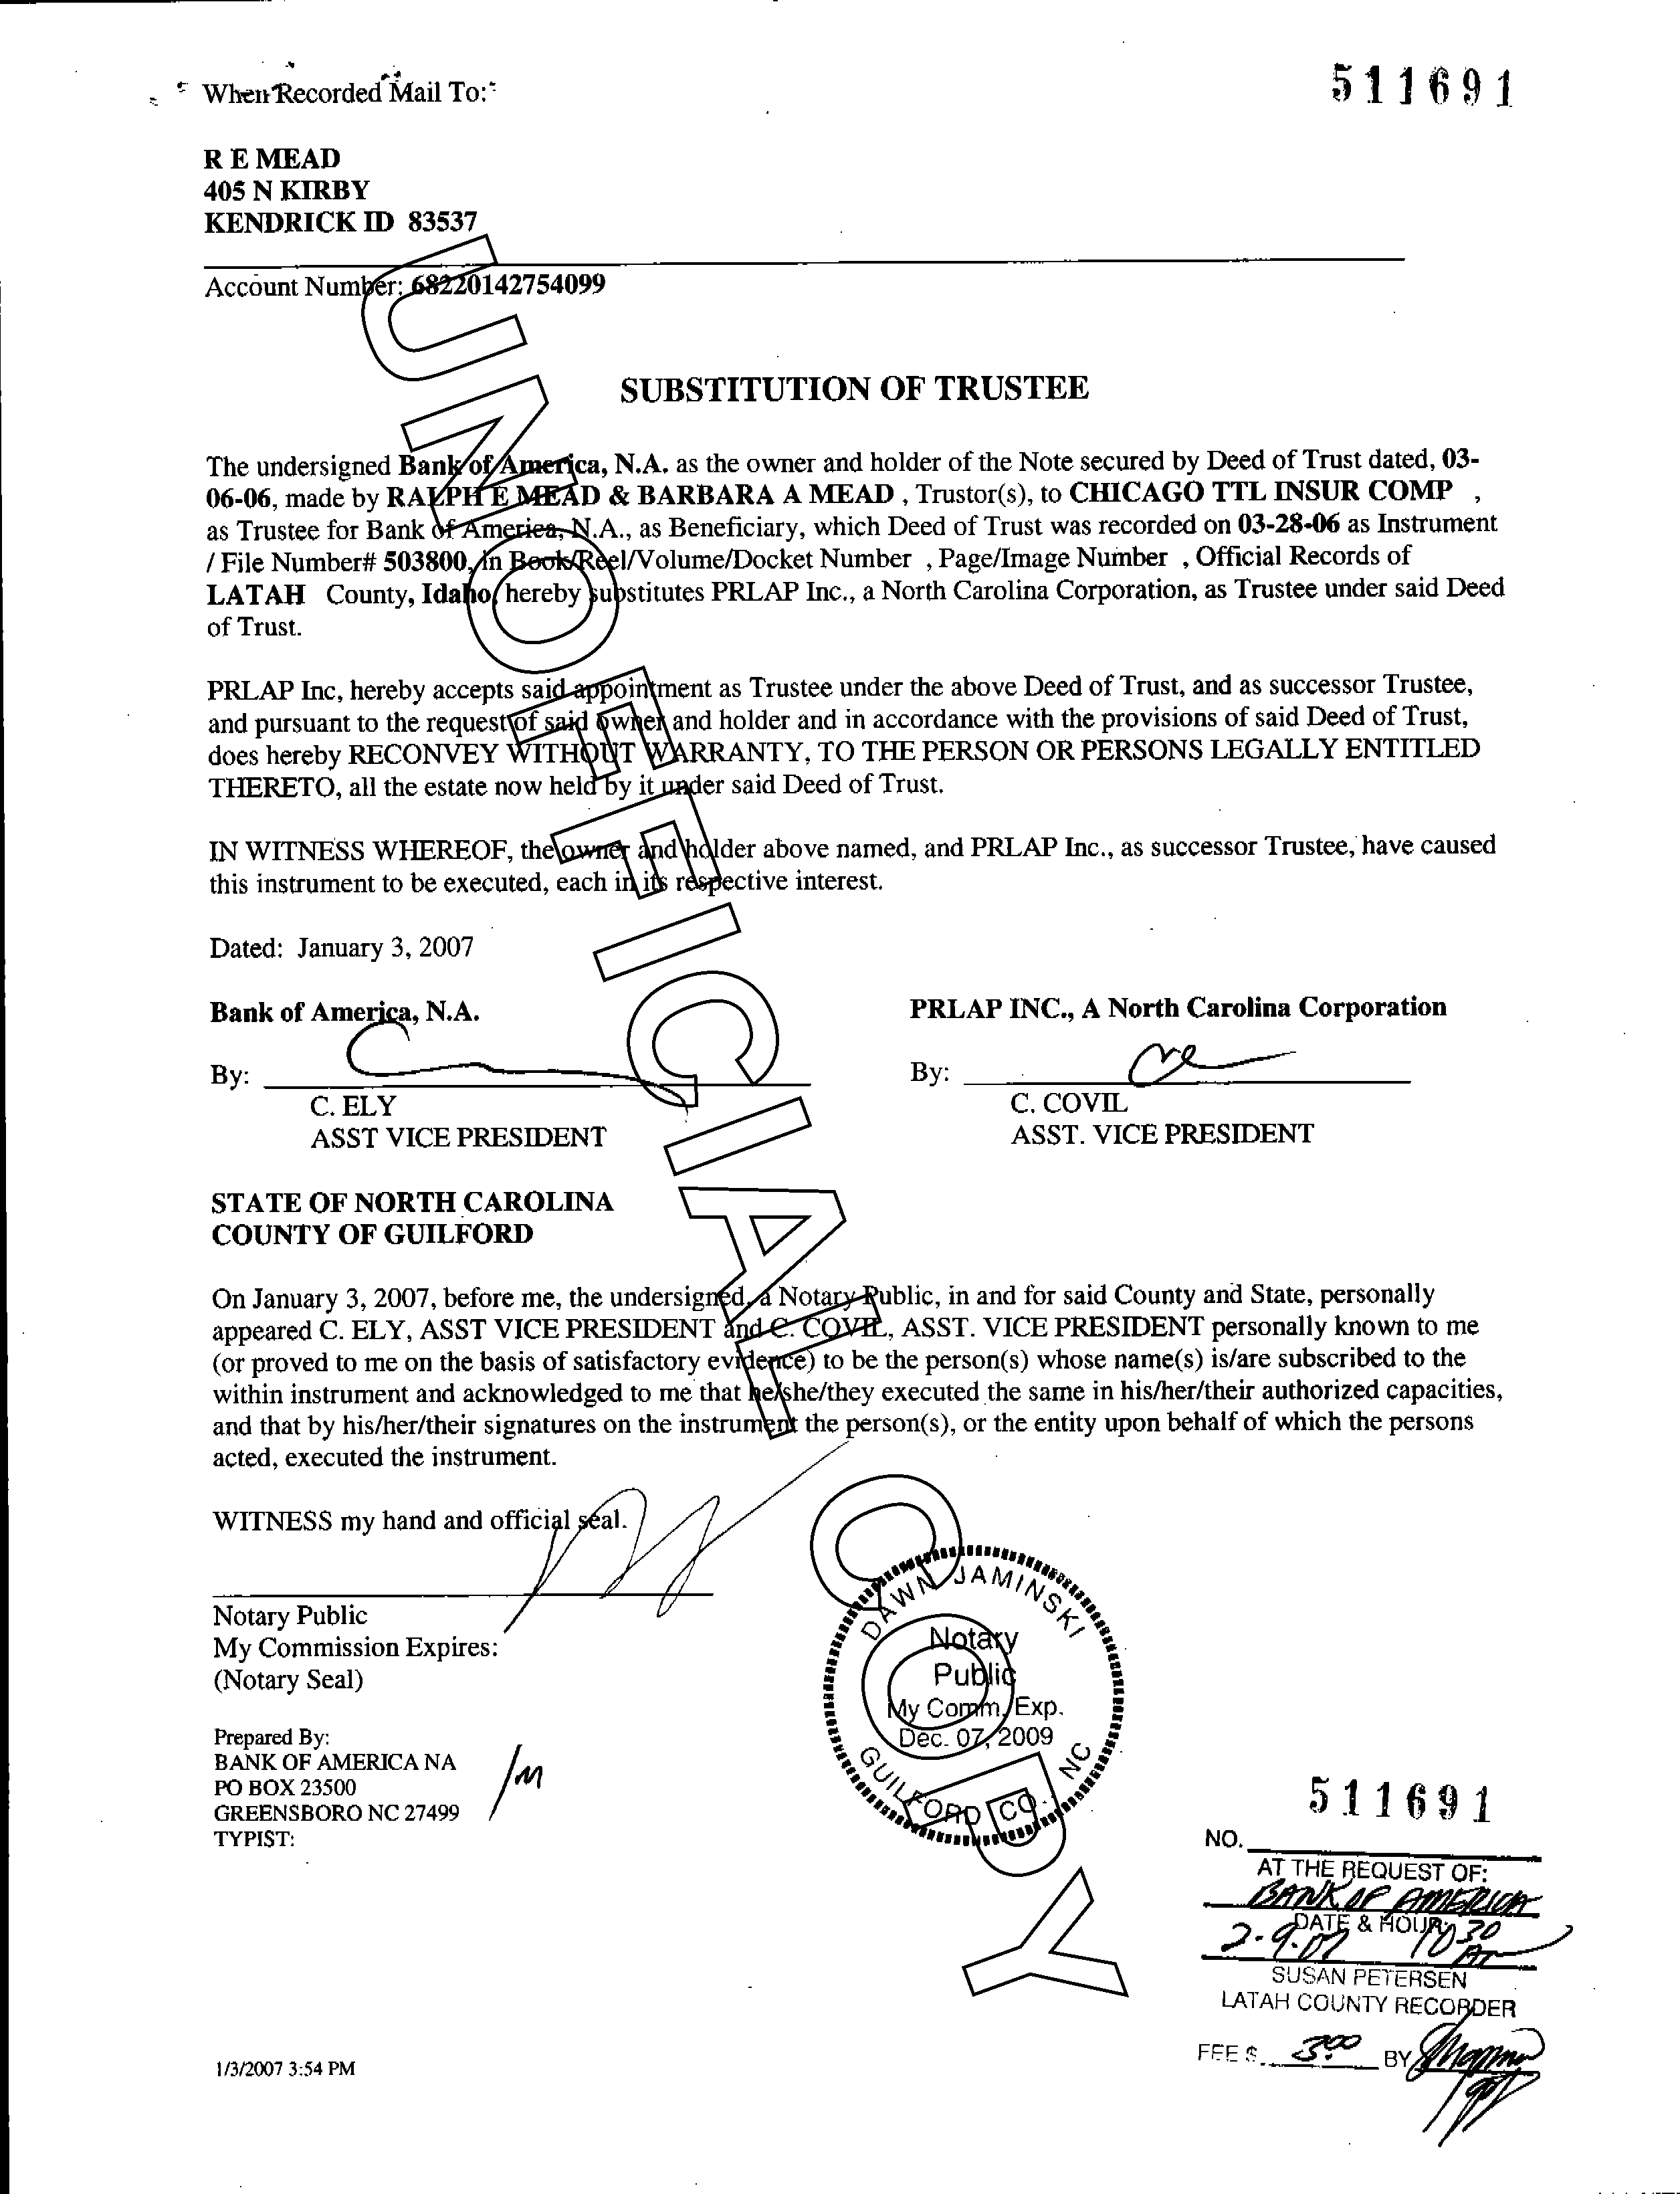 When Recorded Mail To:
511691
R E MEAD
405 N KIRBY
KENDRICK ID 83537
Account Number: 68220142754099
SUBSTITUTION OF TRUSTEE
The undersigned Bank of America, N.A. as the owner and holder of the Note secured by Deed of Trust dated, 03-
06-06, made by RALPH E MEAD & BARBARA A MEAD , Trustor(s), to CHICAGO TTL INSUR COMP ,
as Trustee for Bank of America, N.A., as Beneficiary, which Deed of Trust was recorded on 03-28-06 as Instrument
/ File Number# 503800, in Book/Reel/Volume/Docket Number , Page/Image Number , Official Records of
LATAH County, Idaho, hereby substitutes PRLAP Inc., a North Carolina Corporation, as Trustee under said Deed
of Trust.
PRLAP Inc, hereby accepts said appointment as Trustee under the above Deed of Trust, and as successor Trustee,
and pursuant to the request of said owner and holder and in accordance with the provisions of said Deed of Trust,
does hereby RECONVEY WITHOUT WARRANTY, TO THE PERSON OR PERSONS LEGALLY ENTITLED
THERETO, all the estate now held by it under said Deed of Trust.
IN WITNESS WHEREOF, the owner and holder above named, and PRLAP Inc., as successor Trustee, have caused
this instrument to be executed, each in its respective interest.
Dated: January 3, 2007
Bank of America, N.A.
PRLAP INC., A North Carolina Corporation
By:
By:
C. ELY
C. COVIL
ASST VICE PRESIDENT
ASST. VICE PRESIDENT
STATE OF NORTH CAROLINA
COUNTY OF GUILFORD
On January 3, 2007, before me, the undersigned, a Notary Public, in and for said County and State, personally
appeared C. ELY, ASST VICE PRESIDENT and C. COVIL, ASST. VICE PRESIDENT personally known to me
(or proved to me on the basis of satisfactory evidence) to be the person(s) whose name(s) is/are subscribed to the
within instrument and acknowledged to me that he/she/they executed the same in his/her/their authorized capacities,
and that by his/her/their signatures on the instrument the person(s), or the entity upon behalf of which the persons
acted, executed the instrument.
WITNESS my hand and official seal.
Notary Public
My Commission Expires:
(Notary Seal)
DAWN JAMINSKI
Notary
Public
My Comm. Exp.
Dec. 07, 2009
GUILFORD CO., NC
Prepared By:
BANK OF AMERICA NA
PO BOX 23500
GREENSBORO NC 27499
TYPIST:
511691
NO.
AT THE REQUEST OF:
BANK OF AMERICA
DATE & HOUR
2-9-07 10 30 AM
SUSAN PETERSEN
LATAH COUNTY RECORDER
FEE $ 3.00 BY
1/3/2007 3:54 PM
UNOFFICIAL COPY